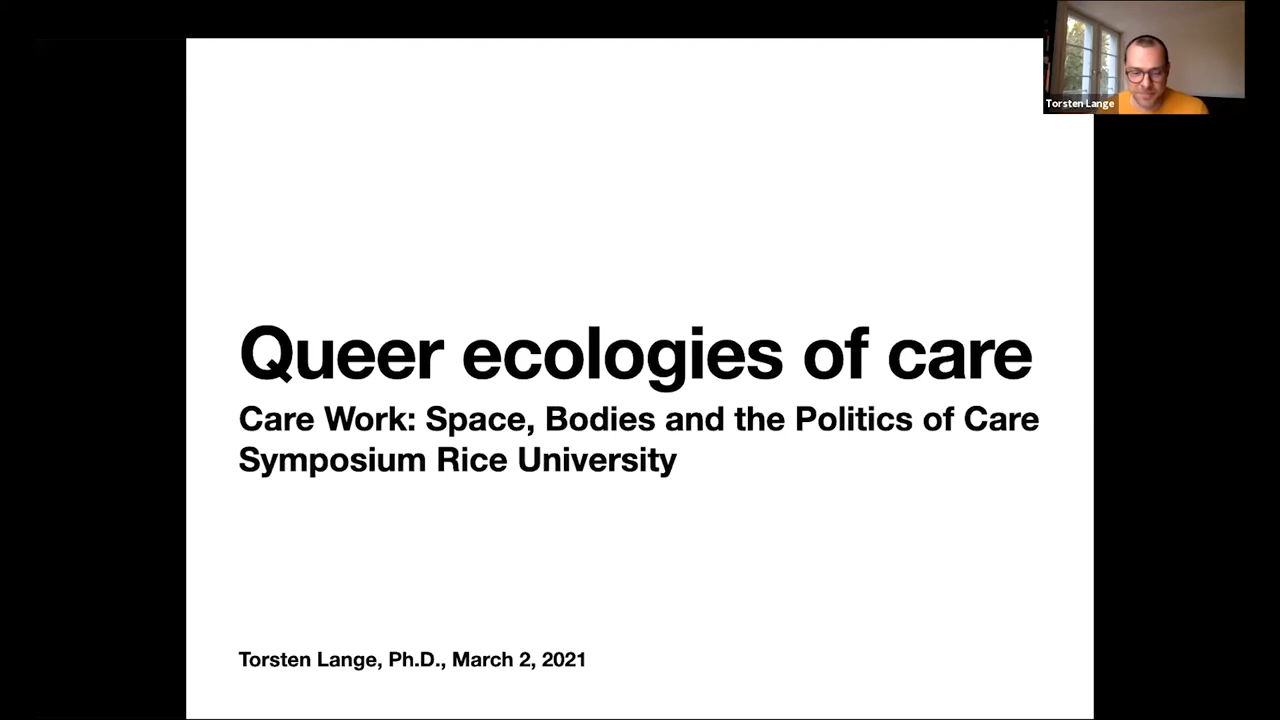 Torsten Lange
Queer ecologies of care
Care Work: Space, Bodies and the Politics of Care
Symposium Rice University
Torsten Lange, Ph.D., March 2, 2021